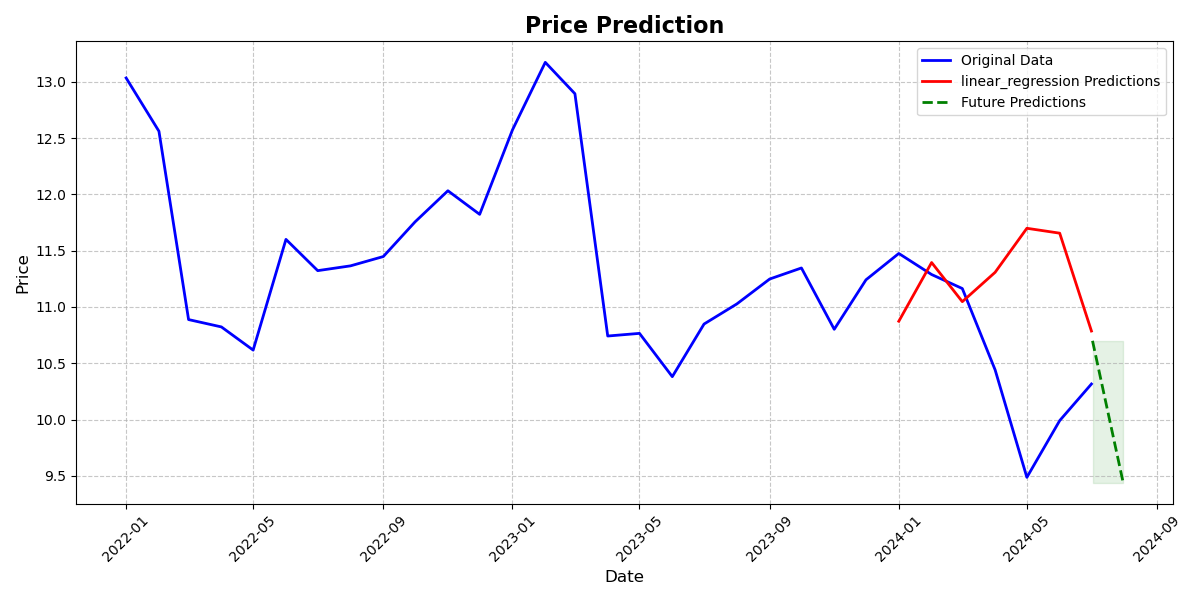 Price Prediction
Original Data
linear_regression Predictions
Future Predictions
Price
13.0
12.5
12.0
11.5
11.0
10.5
10.0
9.5
2022-01
2022-05
2022-09
2023-01
2023-05
2023-09
2024-01
2024-05
2024-09
Date